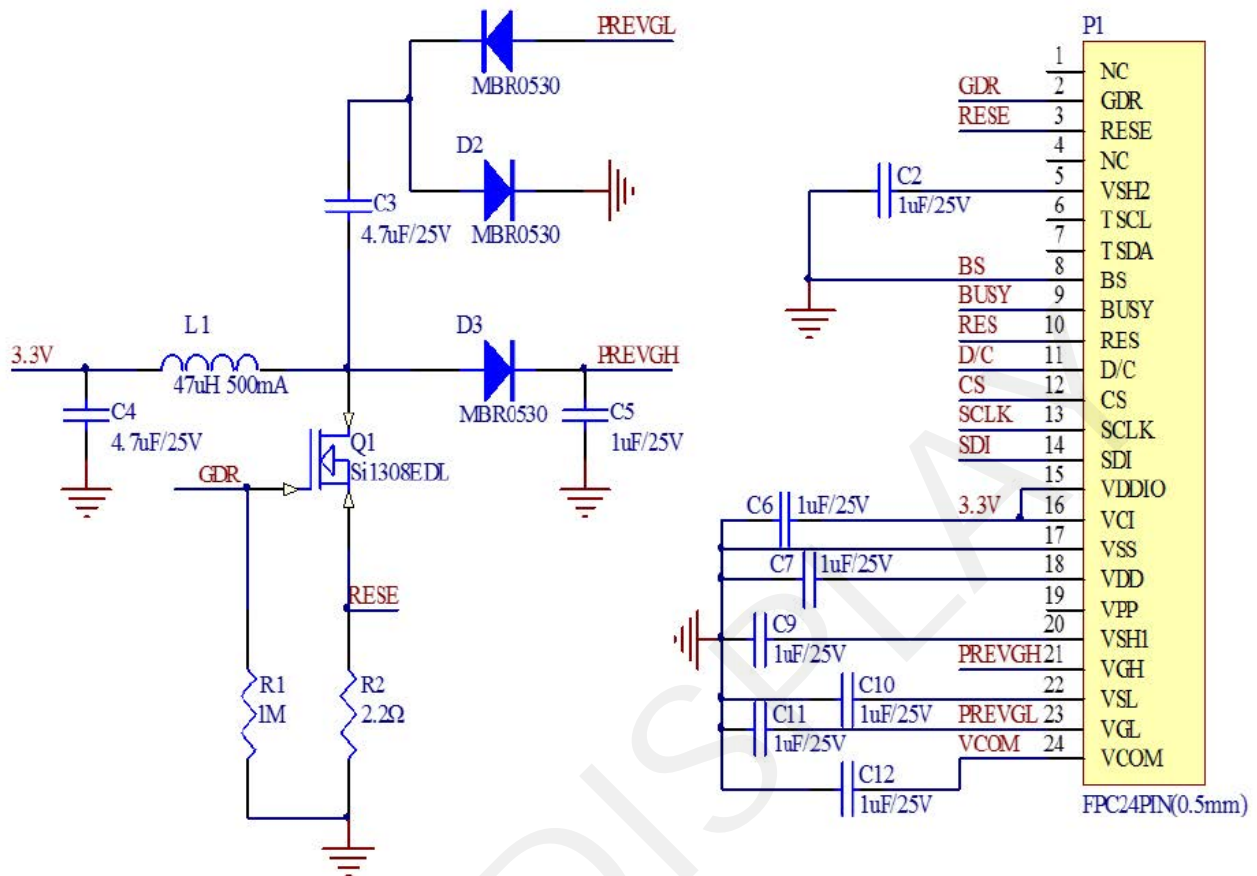 PREVGL
MBR0530
D2
MBR0530
C3
4.7uF/25V
L1
3.3V
47uH 500mA
C4
4.7uF/25V
D3
PREVGH
MBR0530
C5
1uF/25V
GDR
Q1
Si1308EDL
RESE
R1
1M
R2
2.2Ω
P1
1 NC
GDR 2 GDR
RESE 3 RESE
4 NC
C2 5 VSH2
1uF/25V
6 TSCL
7 TSDA
BS 8 BS
BUSY 9 BUSY
RES 10 RES
D/C 11 D/C
CS 12 CS
SCLK 13 SCLK
SDI 14 SDI
15 VDDIO
C6 1uF/25V 3.3V 16 VCI
17 VSS
C7 1uF/25V 18 VDD
19 VPP
C9 20 VSH1
1uF/25V
PREVGH 21 VGH
C10 22 VSL
1uF/25V
C11 PREVGL 23 VGL
1uF/25V
VCOM 24 VCOM
C12
1uF/25V
FPC24PIN(0.5mm)
DISPLAY